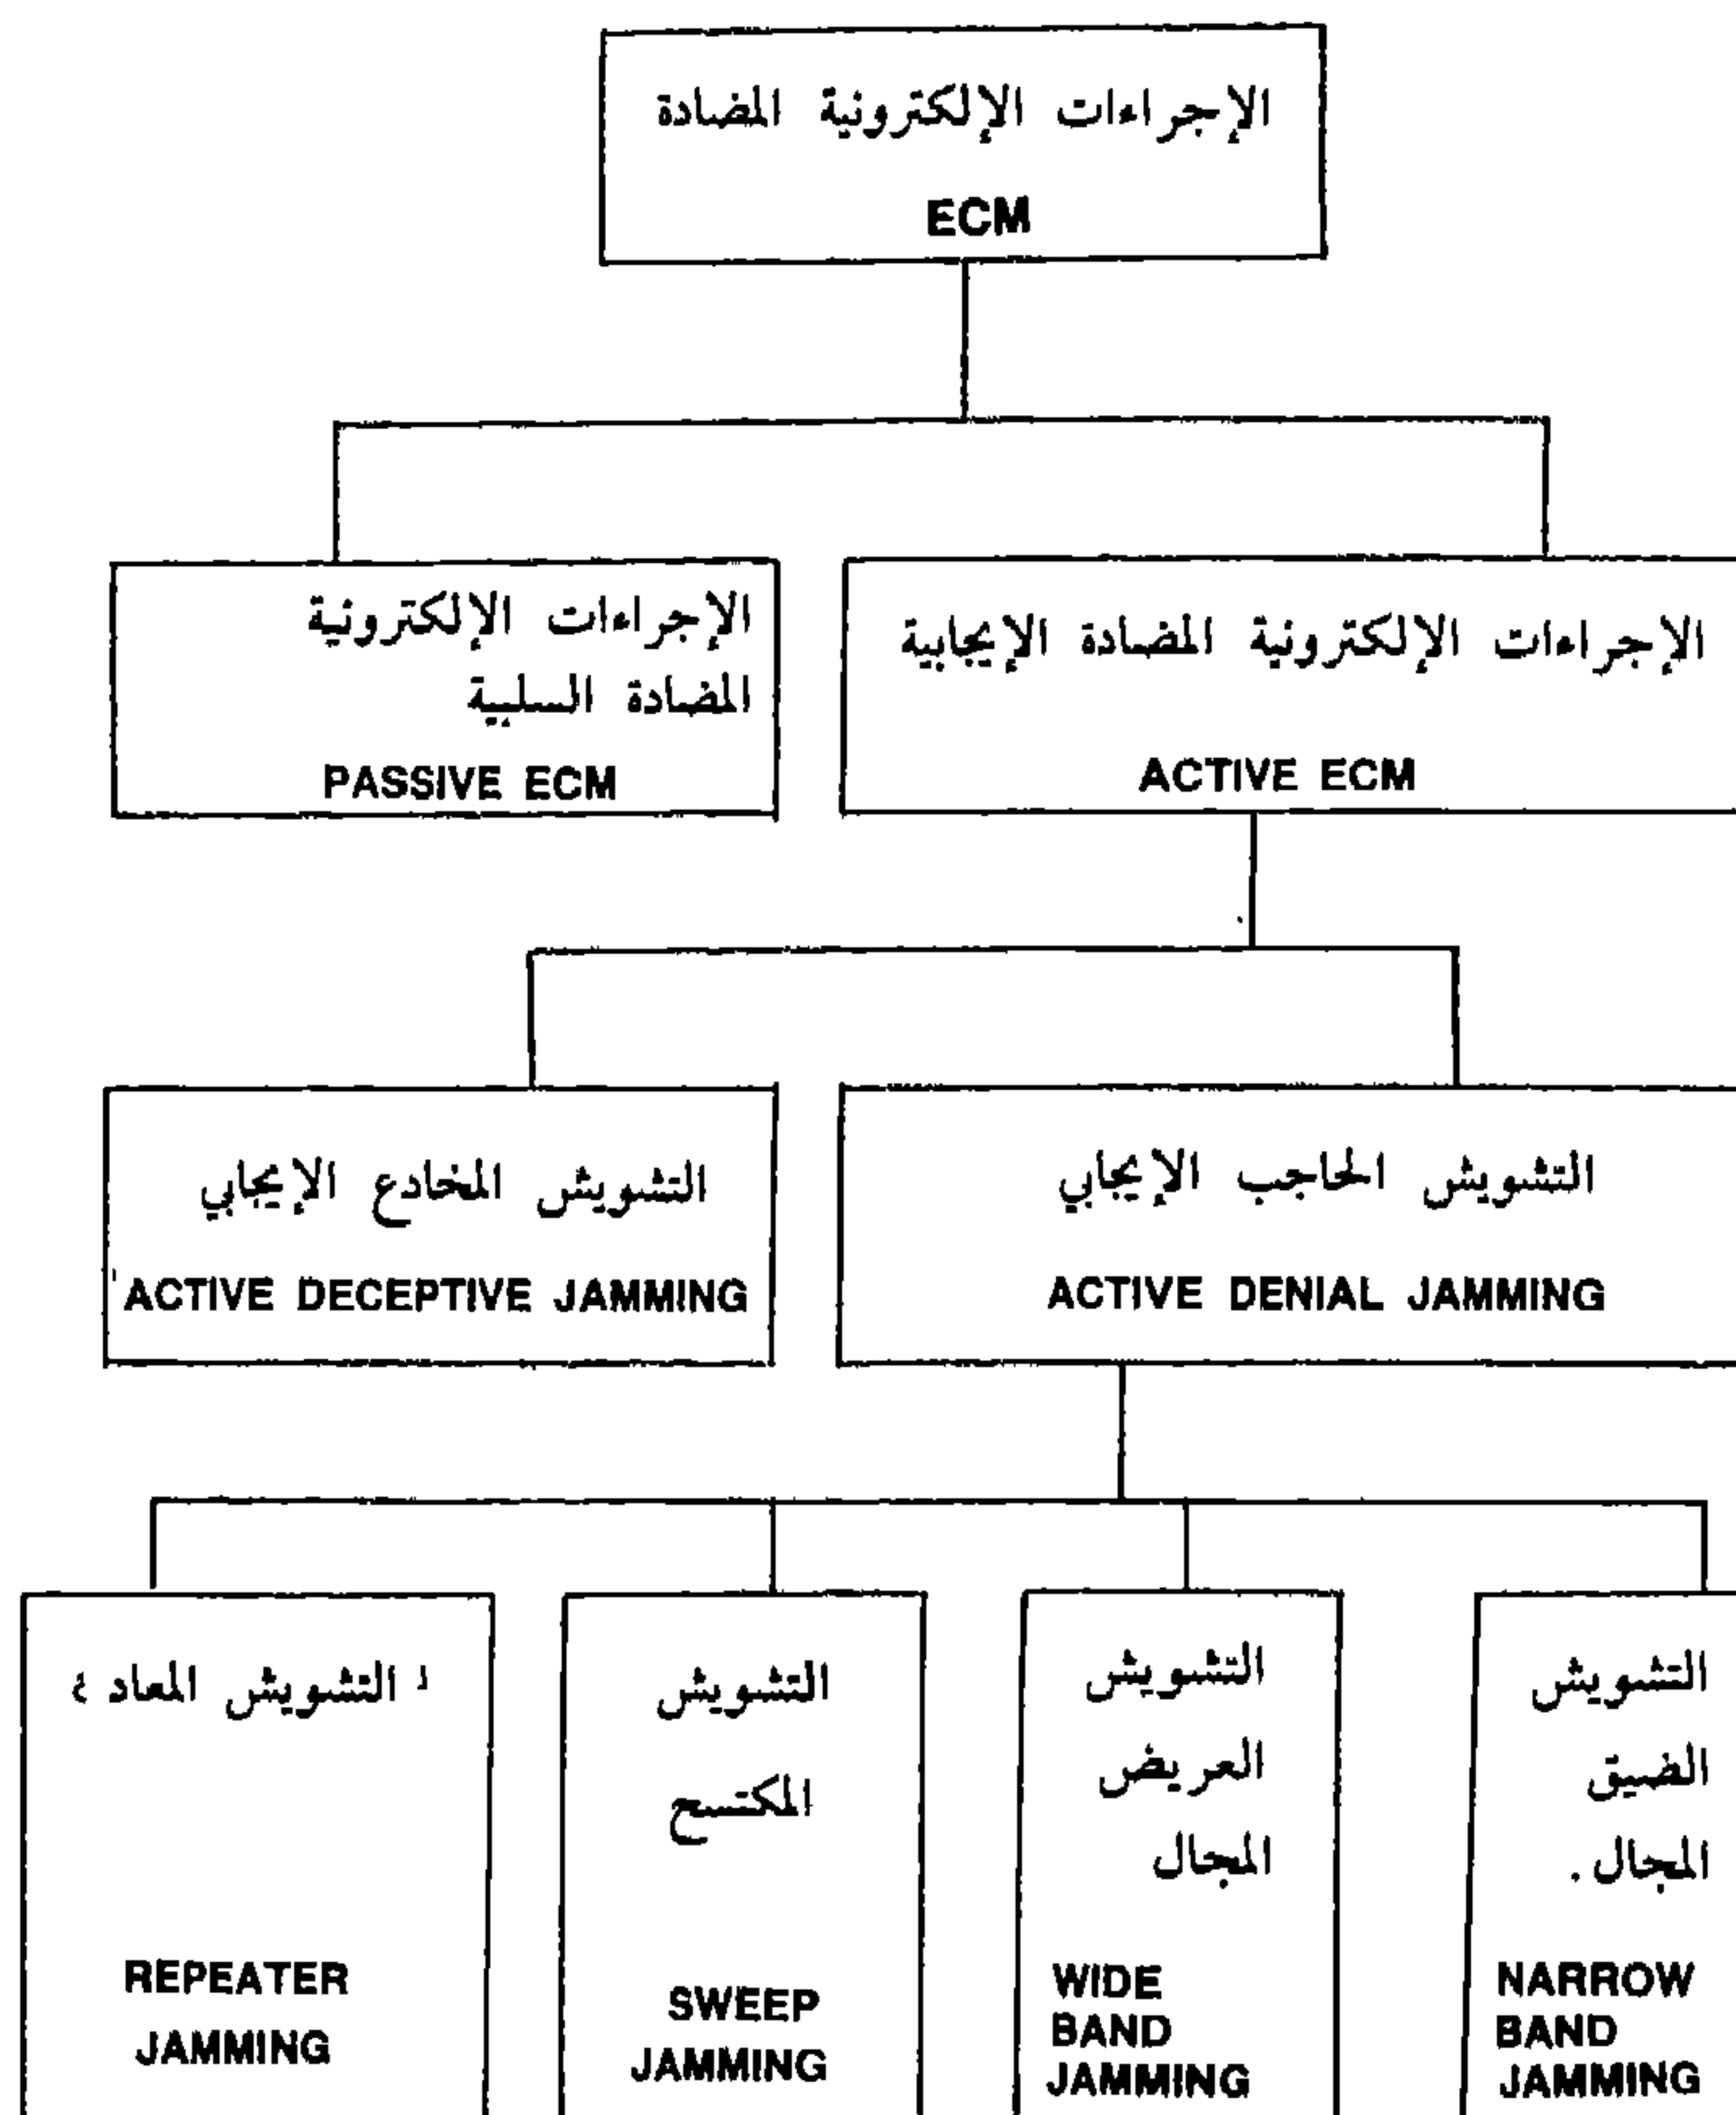 الإجراءات الإلكترونية المضادة
ECM
الإجراءات الإلكترونية المضادة الإيجابية
ACTIVE ECM
الإجراءات الإلكترونية
المضادة السلبية
PASSIVE ECM
التشويش الحاجب الإيجابي
ACTIVE DENIAL JAMMING
التشويش المخادع الإيجابي
ACTIVE DECEPTIVE JAMMING
التشويش
الضيق
المجال.
NARROW
BAND
JAMMING
التشويش
العريض
المجال
WIDE
BAND
JAMMING
التشويش
المكتسح
SWEEP
JAMMING
التشويش المعاد
REPEATER
JAMMING